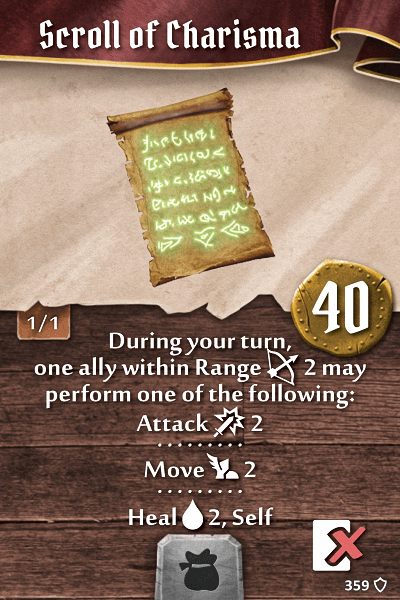 Scroll of Charisma
40
1/1
During your turn,
one ally within Range 2 may
perform one of the following:
Attack 2
Move 2
Heal 2, Self
359